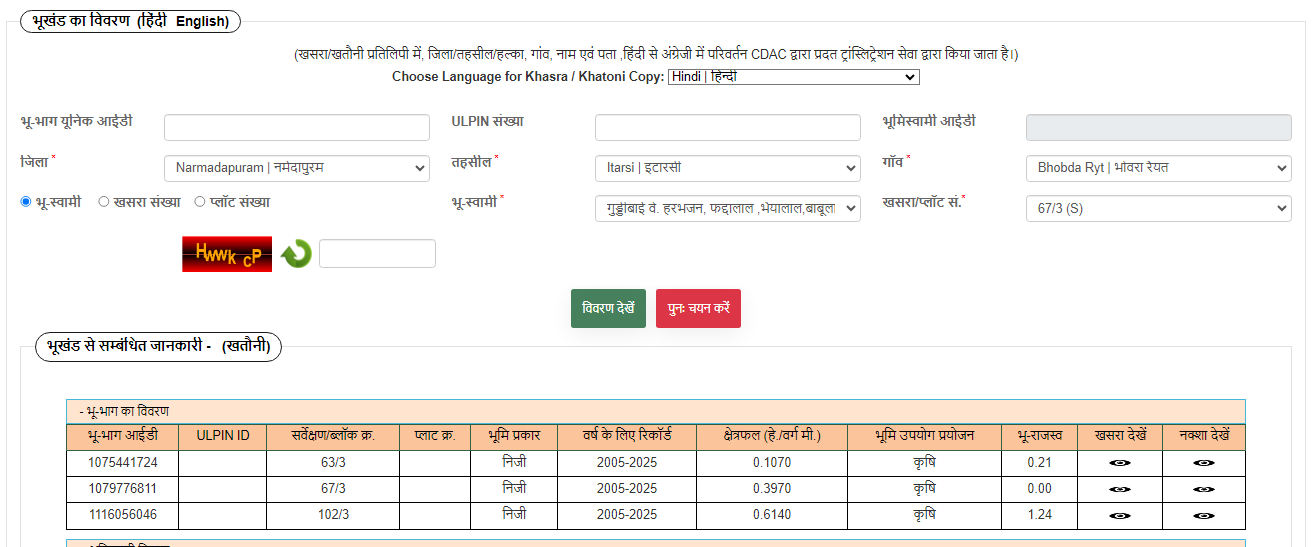 भूखंड का विवरण (हिंदी English)
(खसरा/खतौनी प्रतिलिपी में, जिला/तहसील/हल्का, गांव, नाम एवं पता ,हिंदी से अंग्रेजी में परिवर्तन CDAC द्वारा प्रदत ट्रांस्लिट्रेशन सेवा द्वारा किया जाता है।)
Choose Language for Khasra / Khatoni Copy: Hindi | हिन्दी
भू-भाग यूनिक आईडी ULPIN संख्या भूमिस्वामी आईडी
जिला * Narmadapuram | नर्मदापुरम तहसील * Itarsi | इटारसी गाँव * Bhobda Ryt | भोवरा रैयत
भू-स्वामी खसरा संख्या प्लॉट संख्या भू-स्वामी * गुड्डीबाई वे. हरभजन, फद्दालाल ,भैयालाल,बाबूला खसरा/प्लॉट सं.* 67/3 (S)
HwwkcP
विवरण देखें पुनः चयन करें
भूखंड से सम्बंधित जानकारी - (खतौनी)
- भू-भाग का विवरण
भू-भाग आईडी ULPIN ID सर्वेक्षण/ब्लॉक क्र. प्लाट क्र. भूमि प्रकार वर्ष के लिए रिकॉर्ड क्षेत्रफल (हे./वर्ग मी.) भूमि उपयोग प्रयोजन भू-राजस्व खसरा देखें नक्शा देखें
1075441724 63/3 निजी 2005-2025 0.1070 कृषि 0.21
1079776811 67/3 निजी 2005-2025 0.3970 कृषि 0.00
1116056046 102/3 निजी 2005-2025 0.6140 कृषि 1.24